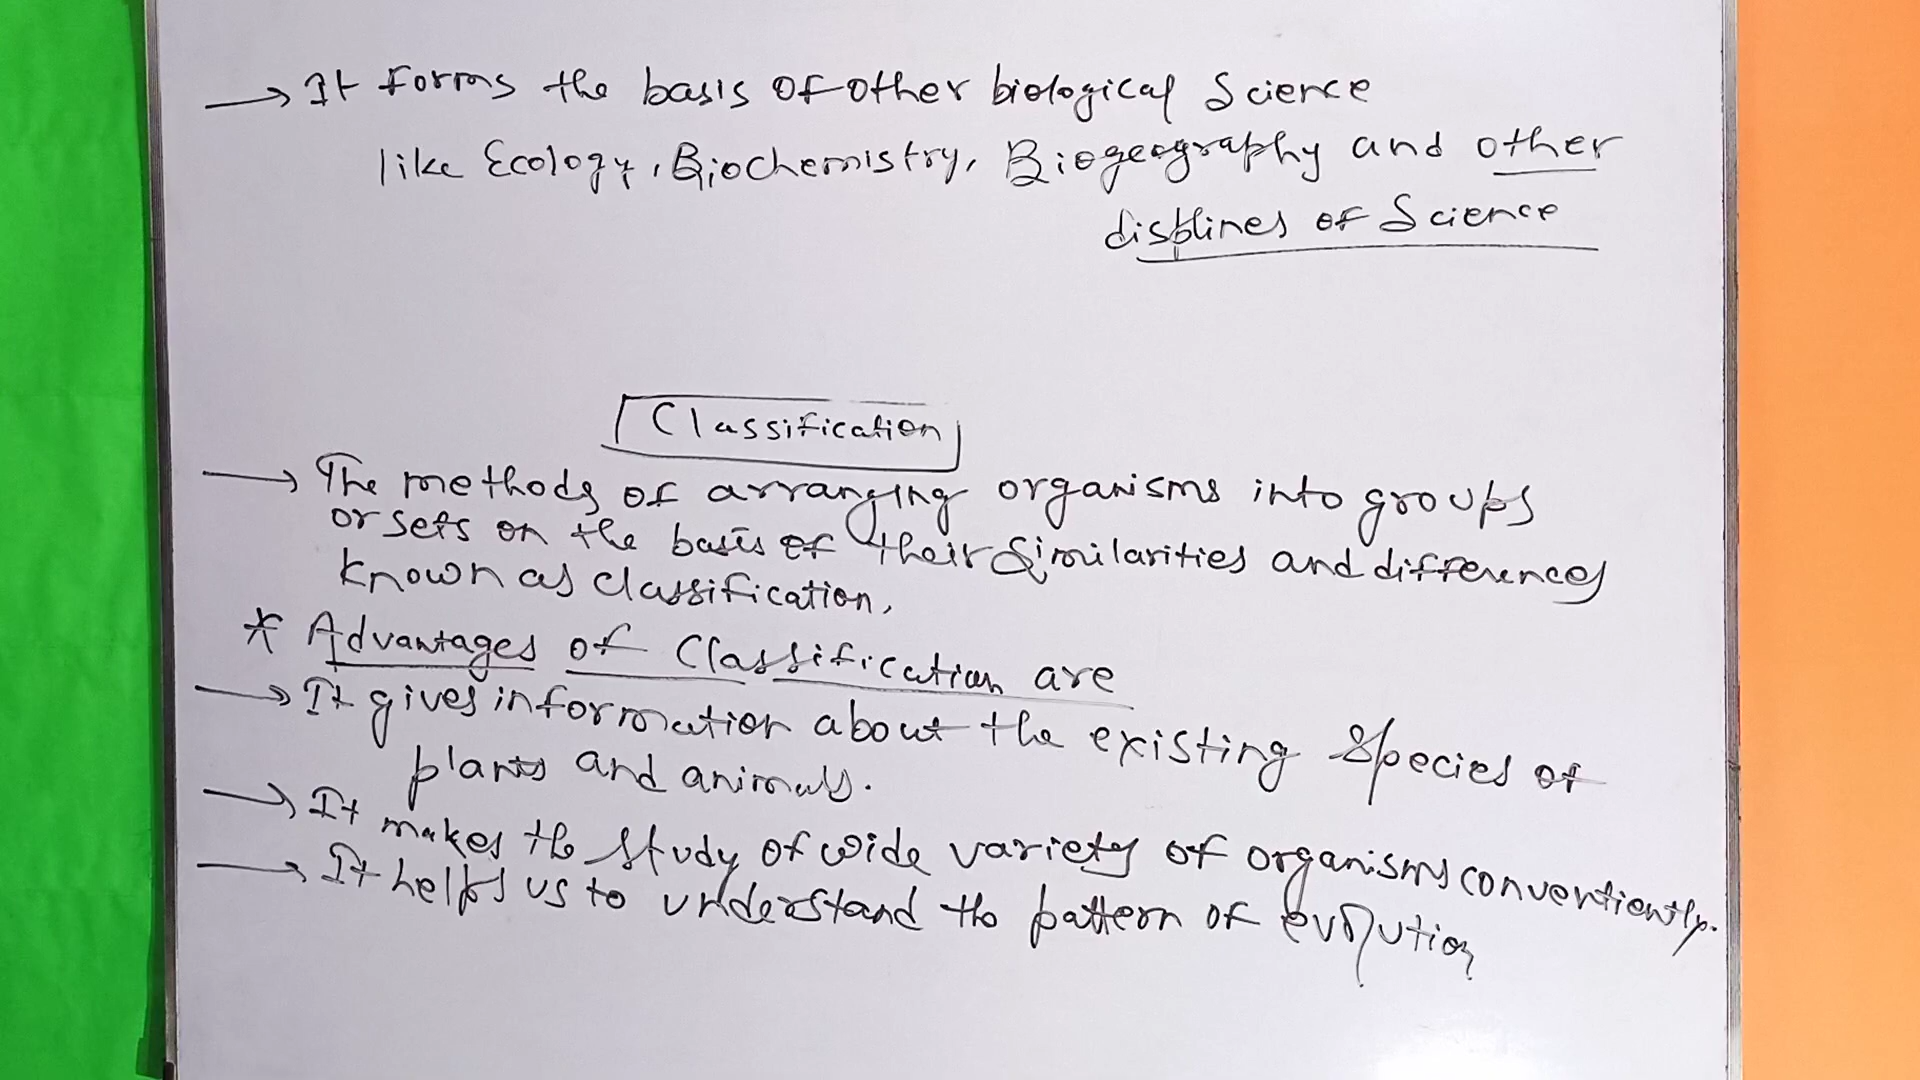 → It forms the basis of other biological Science
like Ecology, Biochemistry, Biogeography and other
displines of Science
Classification
→ The methods of arranging organisms into groups
or sets on the basis of their Similarities and differences
known as classification.
* Advantages of Classification are
→ It gives information about the existing Species of
plants and animals.
→ It makes the study of wide variety of organisms conventiently.
→ It helps us to understand the pattern of evolution